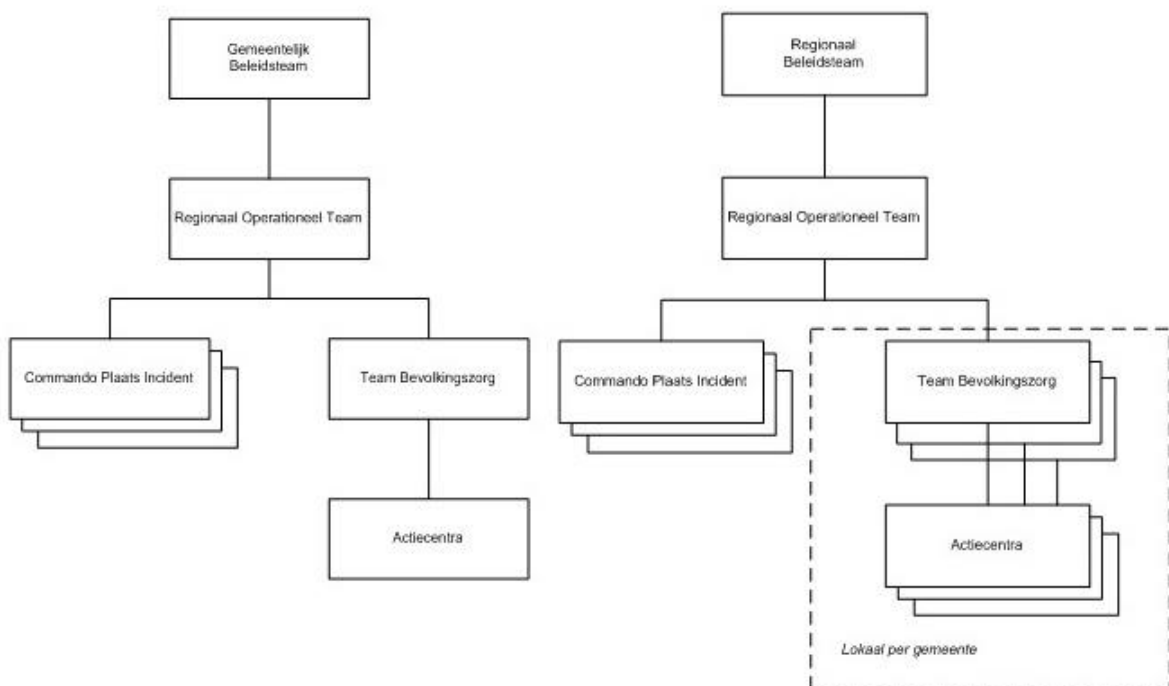 Gemeentelijk
Beleidsteam
Regionaal Operationeel Team
Commando Plaats Incident
Team Bevolkingszorg
Actiecentra
Regionaal
Beleidsteam
Regionaal Operationeel Team
Commando Plaats Incident
Team Bevolkingszorg
Actiecentra
Lokaal per gemeente